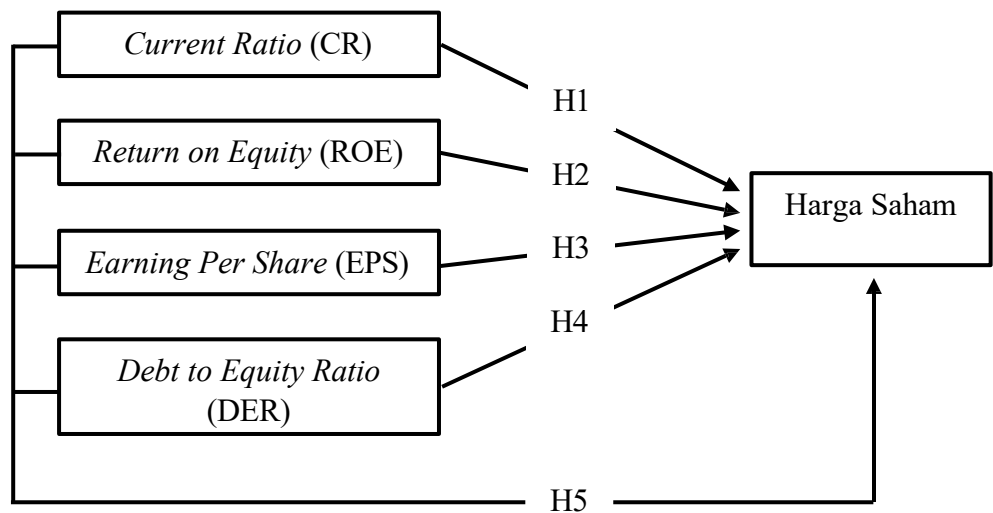 Current Ratio (CR)
H1
Return on Equity (ROE)
H2
Harga Saham
Earning Per Share (EPS)
H3
H4
Debt to Equity Ratio
(DER)
H5